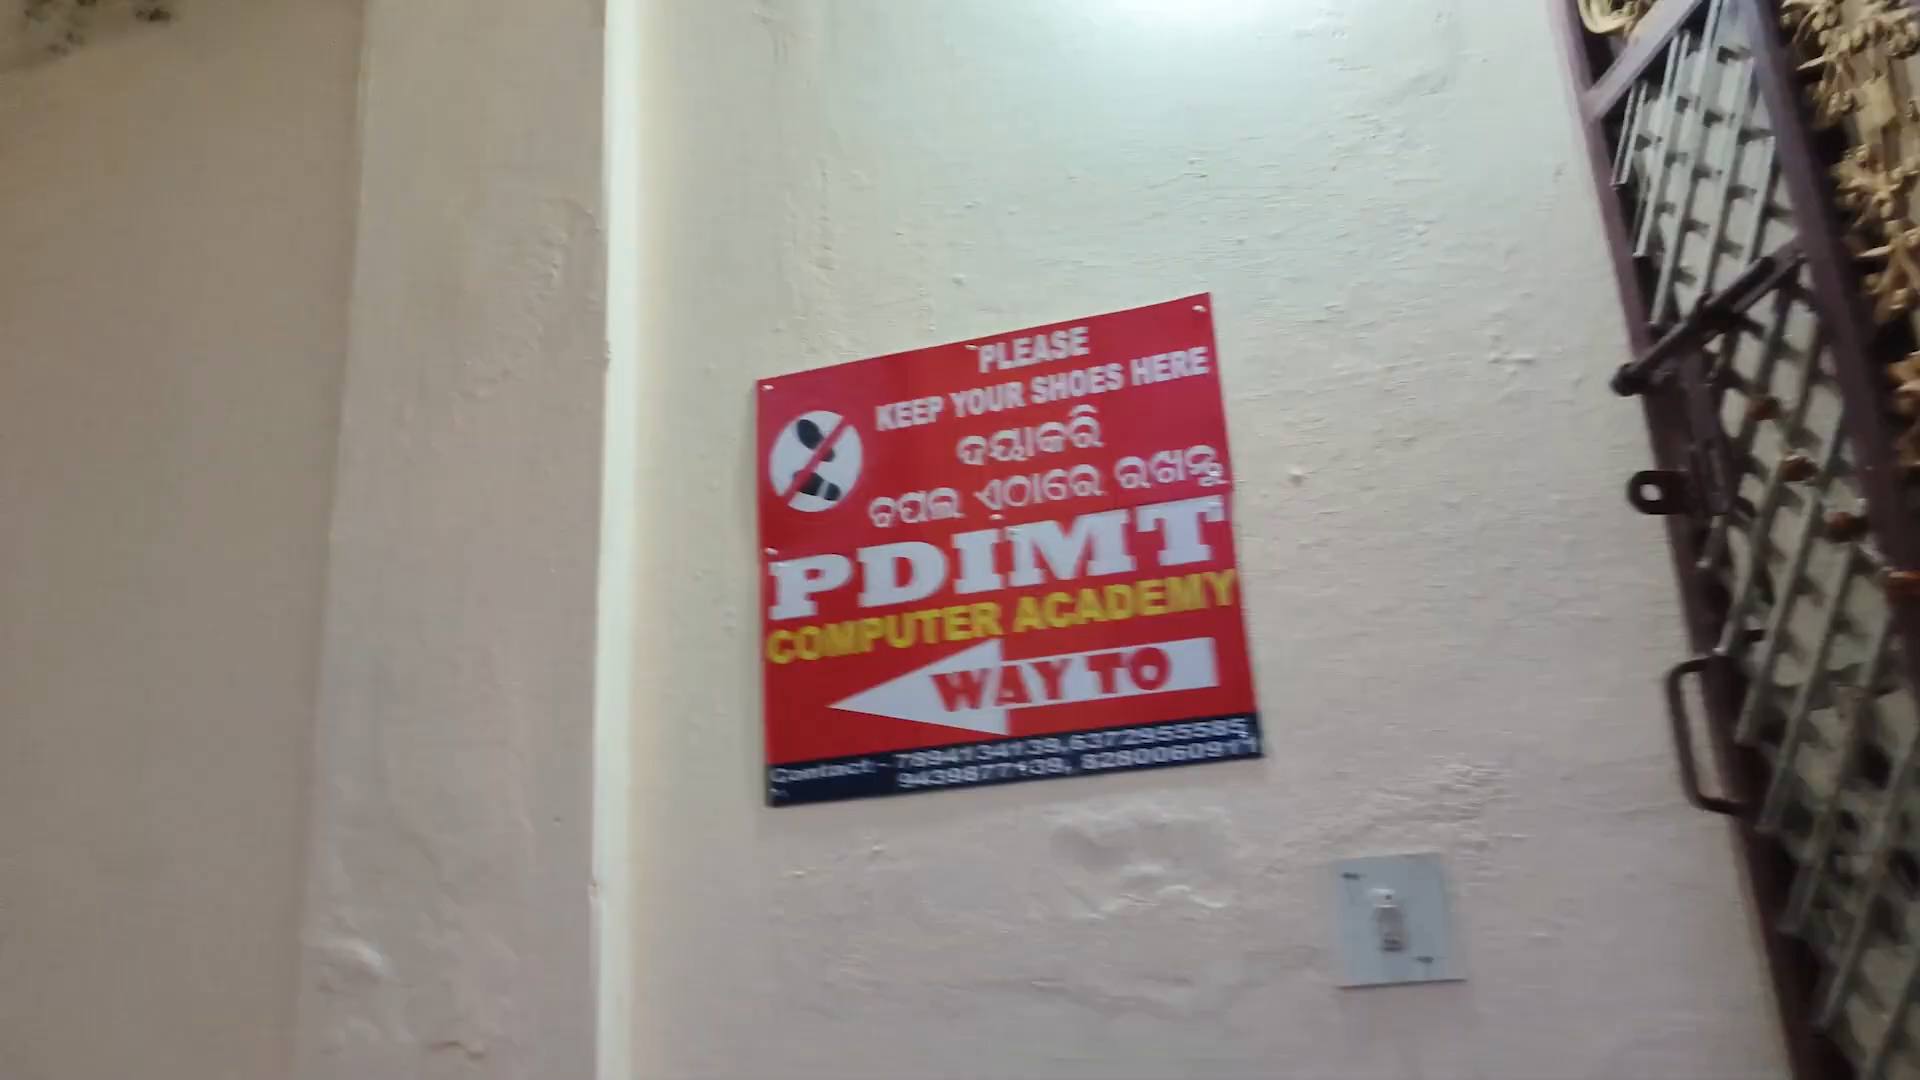 PLEASE
KEEP YOUR SHOES HERE
ଦୟାକରି
ଚପଲ ଏଠାରେ ରଖନ୍ତୁ
PDIMT
COMPUTER ACADEMY
WAY TO
Contact:- 7894134139, 6372955585,
9439877139, 8280060911